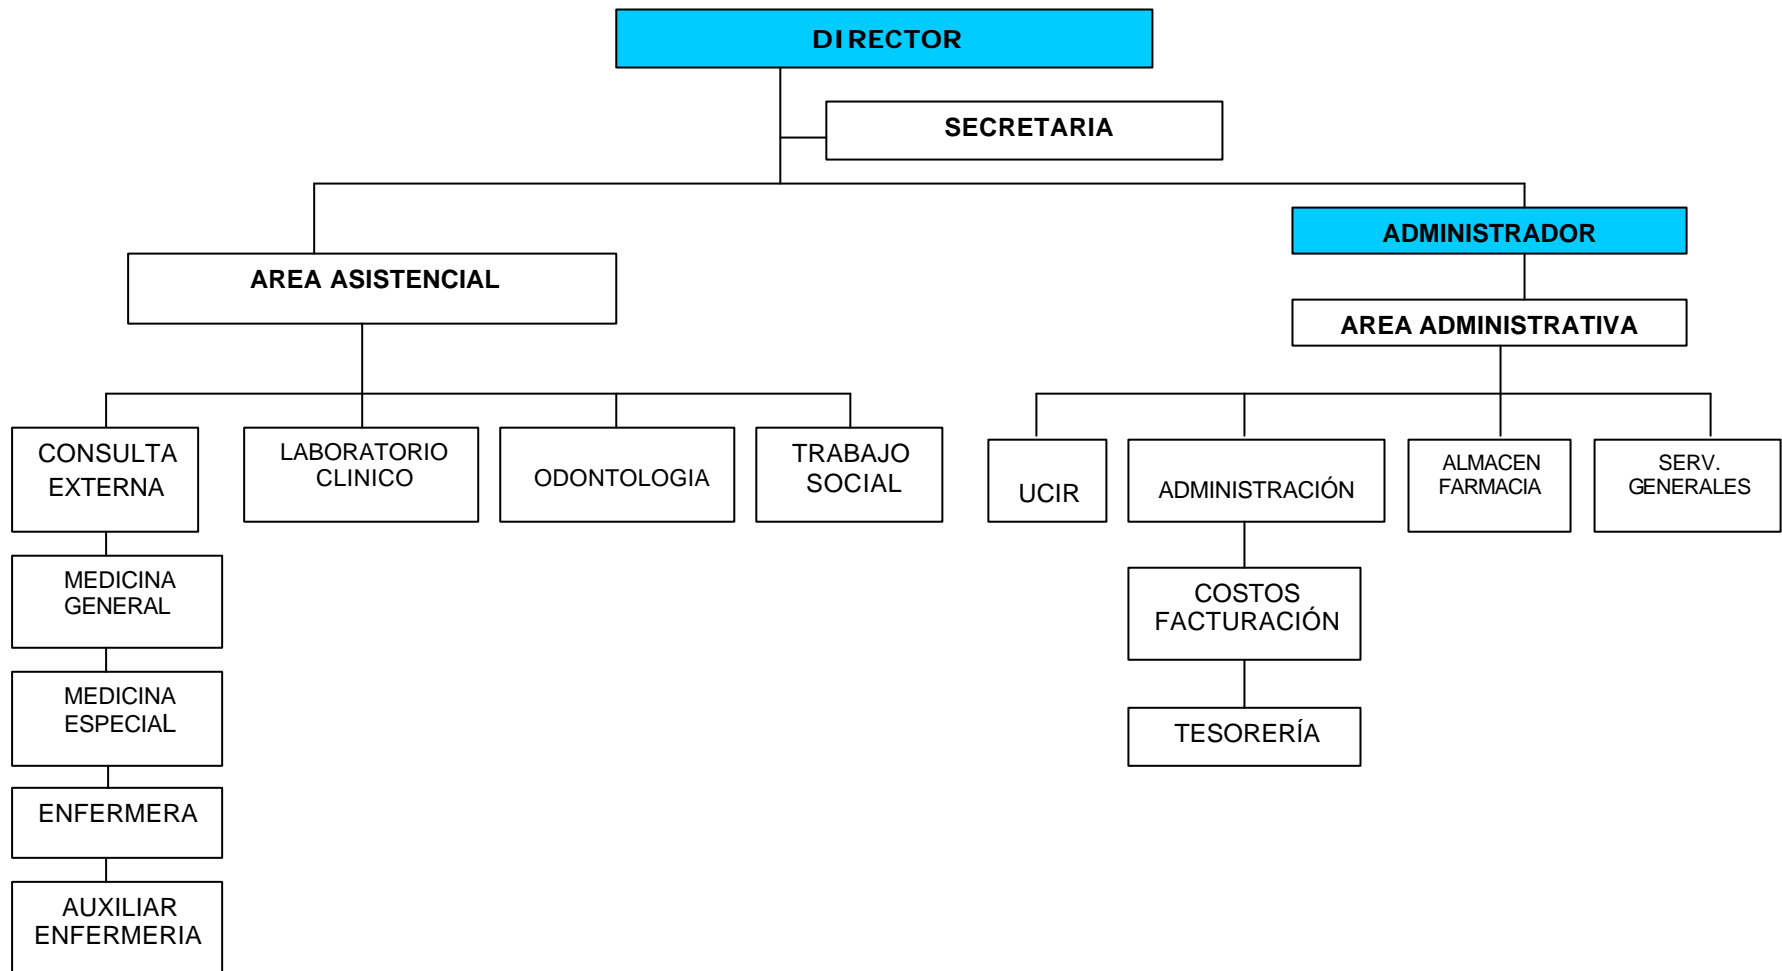 DIRECTOR
SECRETARIA
ADMINISTRADOR
AREA ASISTENCIAL
AREA ADMINISTRATIVA
CONSULTA
EXTERNA
LABORATORIO
CLINICO
ODONTOLOGIA
TRABAJO
SOCIAL
UCIR
ADMINISTRACIÓN
ALMACEN
FARMACIA
SERV.
GENERALES
MEDICINA
GENERAL
COSTOS
FACTURACIÓN
MEDICINA
ESPECIAL
TESORERÍA
ENFERMERA
AUXILIAR
ENFERMERIA